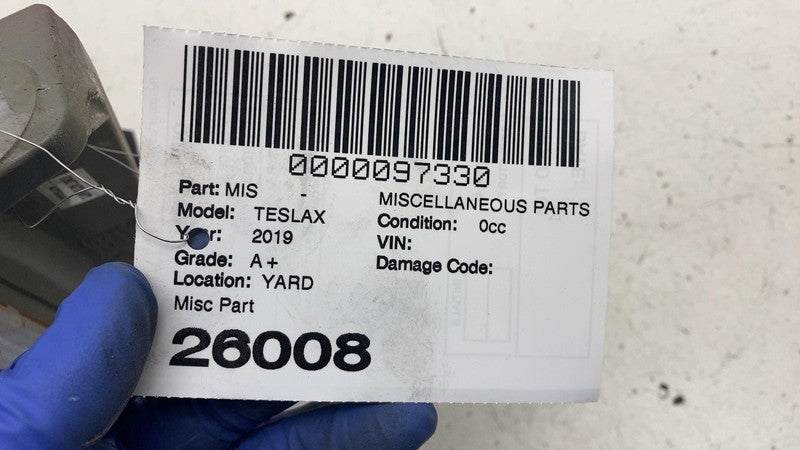 0000097330
Part: MIS - MISCELLANEOUS PARTS
Model: TESLAX Condition: 0cc
Year: 2019 VIN:
Grade: A+ Damage Code:
Location: YARD
Misc Part
26008